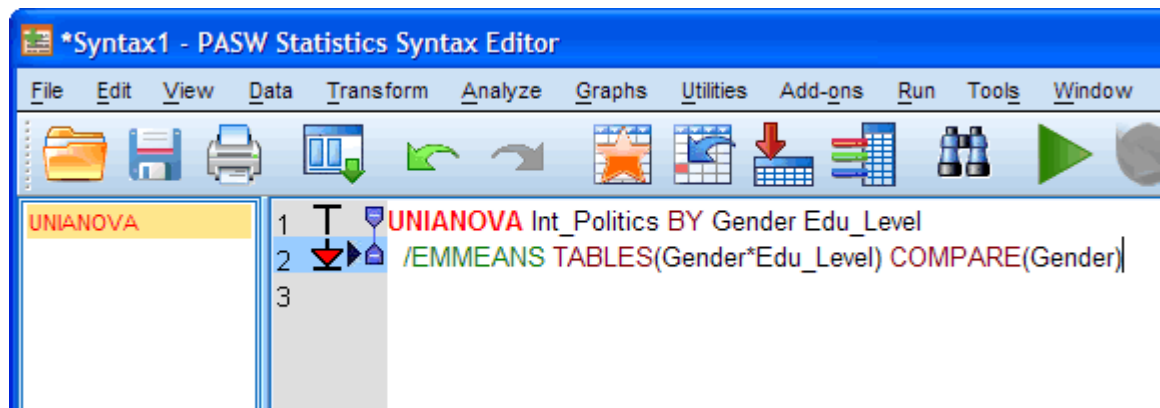 *Syntax1 - PASW Statistics Syntax Editor
File Edit View Data Transform Analyze Graphs Utilities Add-ons Run Tools Window
UNIANOVA
1 UNIANOVA Int_Politics BY Gender Edu_Level
2 /EMMEANS TABLES(Gender*Edu_Level) COMPARE(Gender)
3